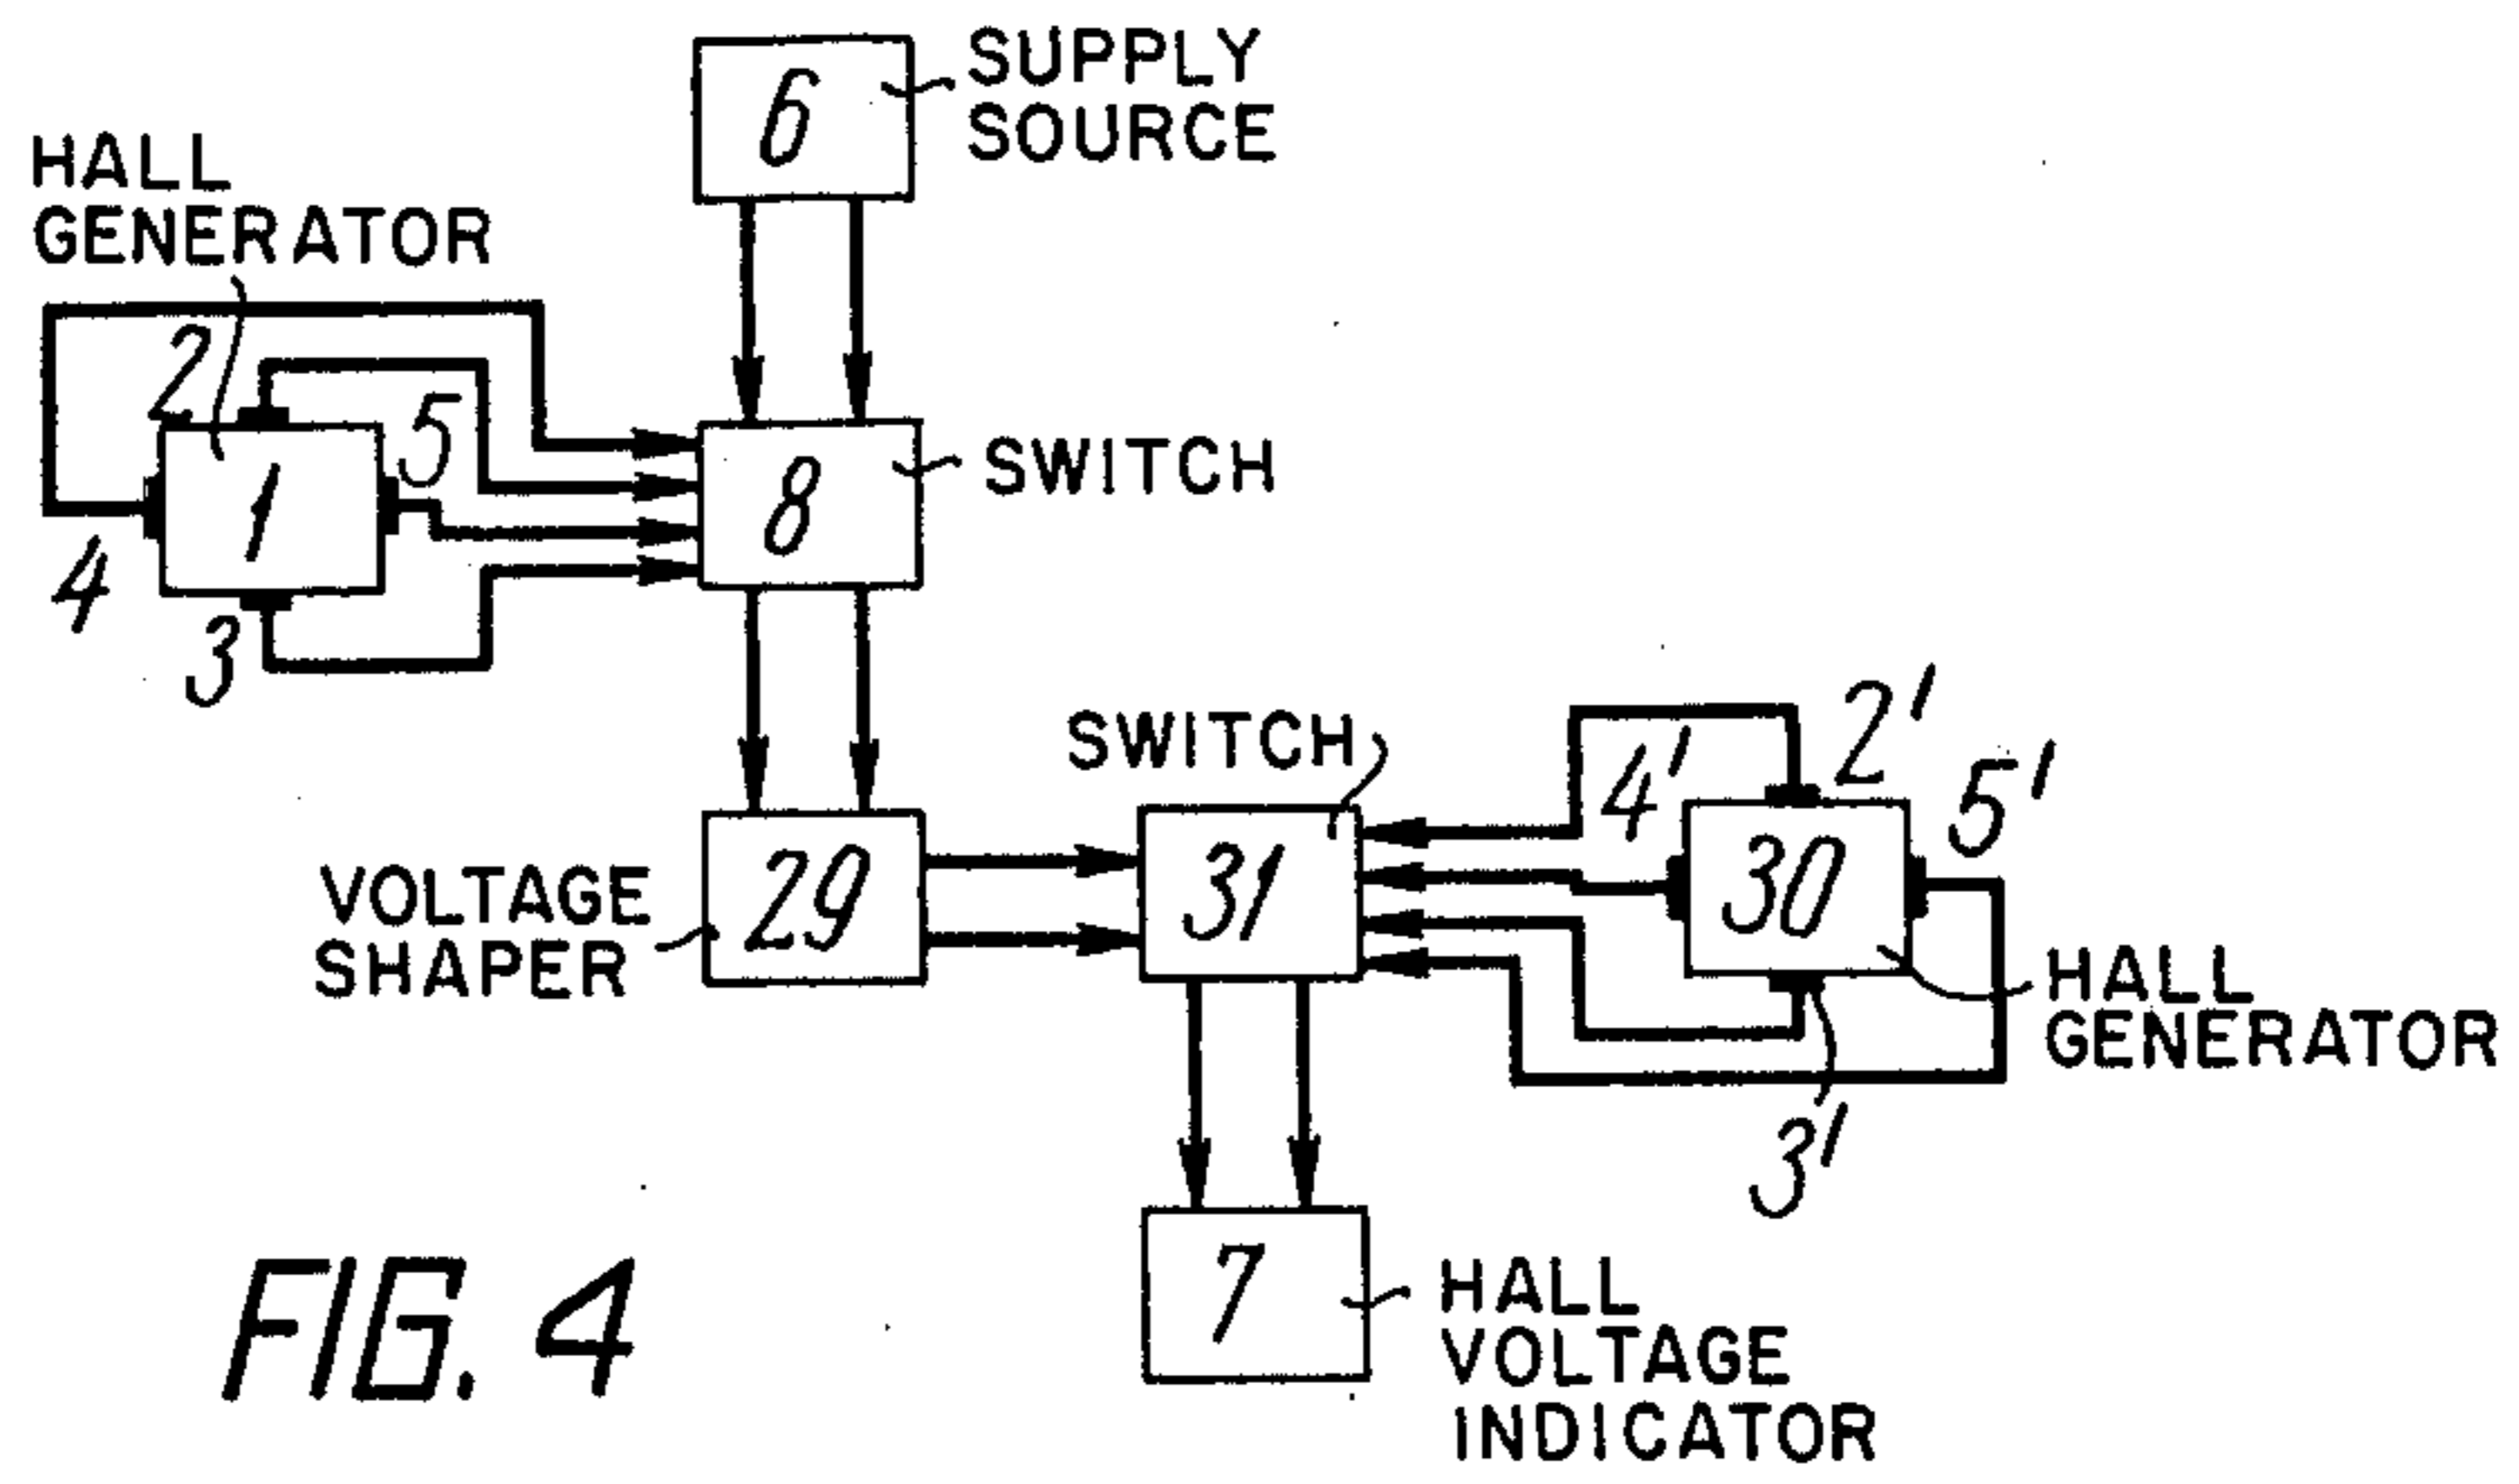 SUPPLY
SOURCE
6
HALL
GENERATOR
2
5
1
4
3
8
SWITCH
SWITCH
2'
4'
5'
VOLTAGE
SHAPER
29
31
30
HALL
GENERATOR
3'
7
HALL
VOLTAGE
INDICATOR
FIG. 4